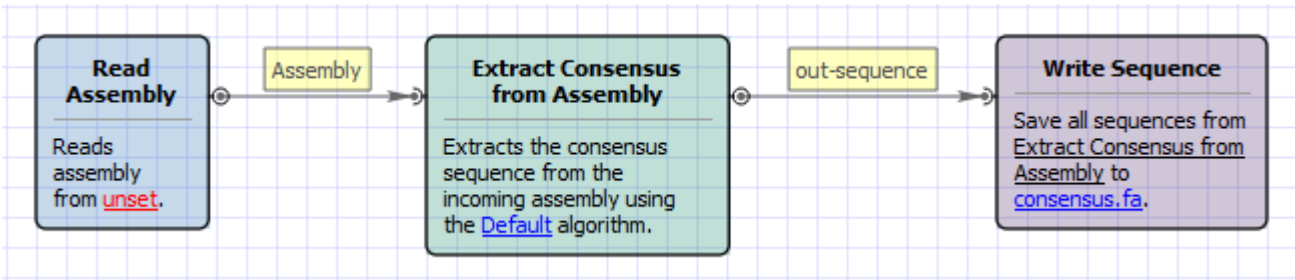 Read
Assembly
Reads
assembly
from unset.
Assembly
Extract Consensus
from Assembly
Extracts the consensus
sequence from the
incoming assembly using
the Default algorithm.
out-sequence
Write Sequence
Save all sequences from
Extract Consensus from
Assembly to
consensus.fa.